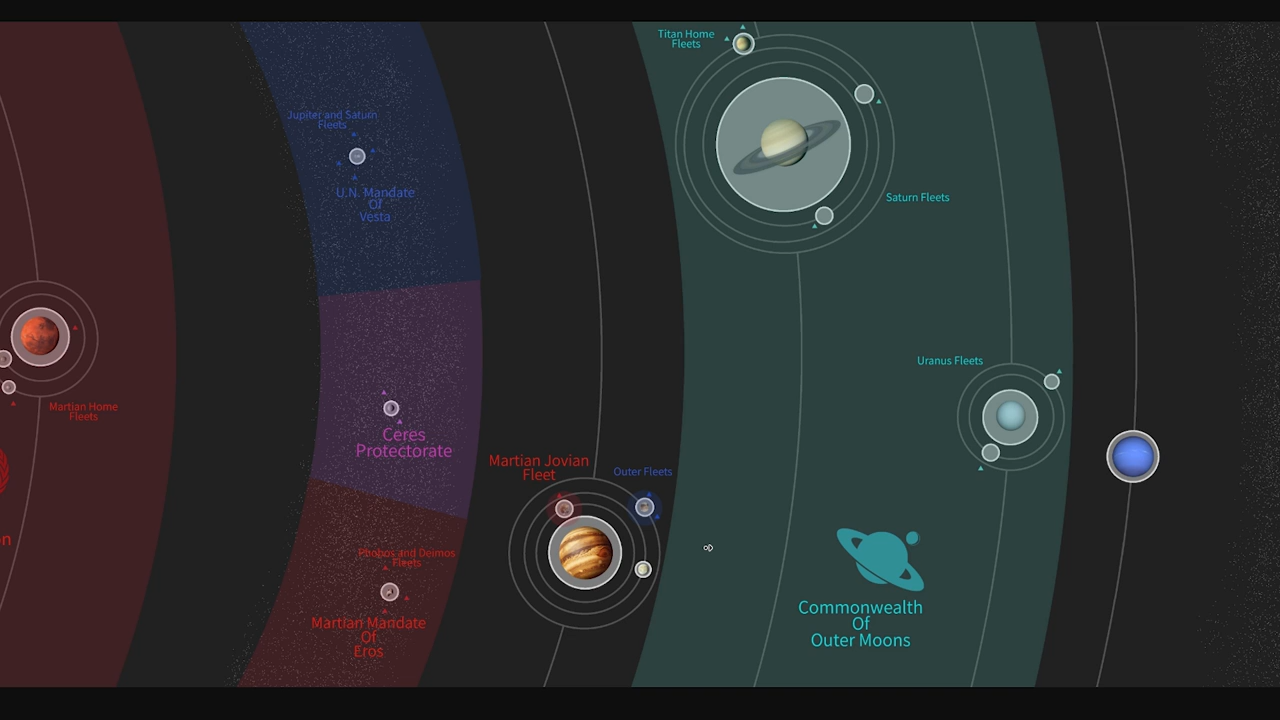 Titan Home
Fleets
Jupiter and Saturn
Fleets
U.N. Mandate
Of
Vesta
Saturn Fleets
Uranus Fleets
Martian Home
Fleets
Ceres
Protectorate
Martian Jovian
Fleet
Outer Fleets
n
Phobos and Deimos
Fleets
Martian Mandate
Of
Eros
Commonwealth
Of
Outer Moons